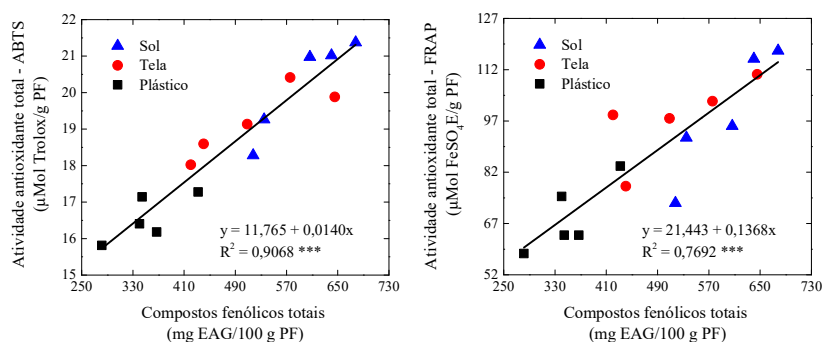 Atividade antioxidante total - ABTS
(µMol Trolox/g PF)
22
21
20
19
18
17
16
15
Sol
Tela
Plástico
y = 11,765 + 0,0140x
R² = 0,9068 ***
250 330 410 490 570 650 730
Compostos fenólicos totais
(mg EAG/100 g PF)
Atividade antioxidante total - FRAP
(µMol FeSO₄E/g PF)
127
112
97
82
67
52
Sol
Tela
Plástico
y = 21,443 + 0,1368x
R² = 0,7692 ***
250 330 410 490 570 650 730
Compostos fenólicos totais
(mg EAG/100 g PF)